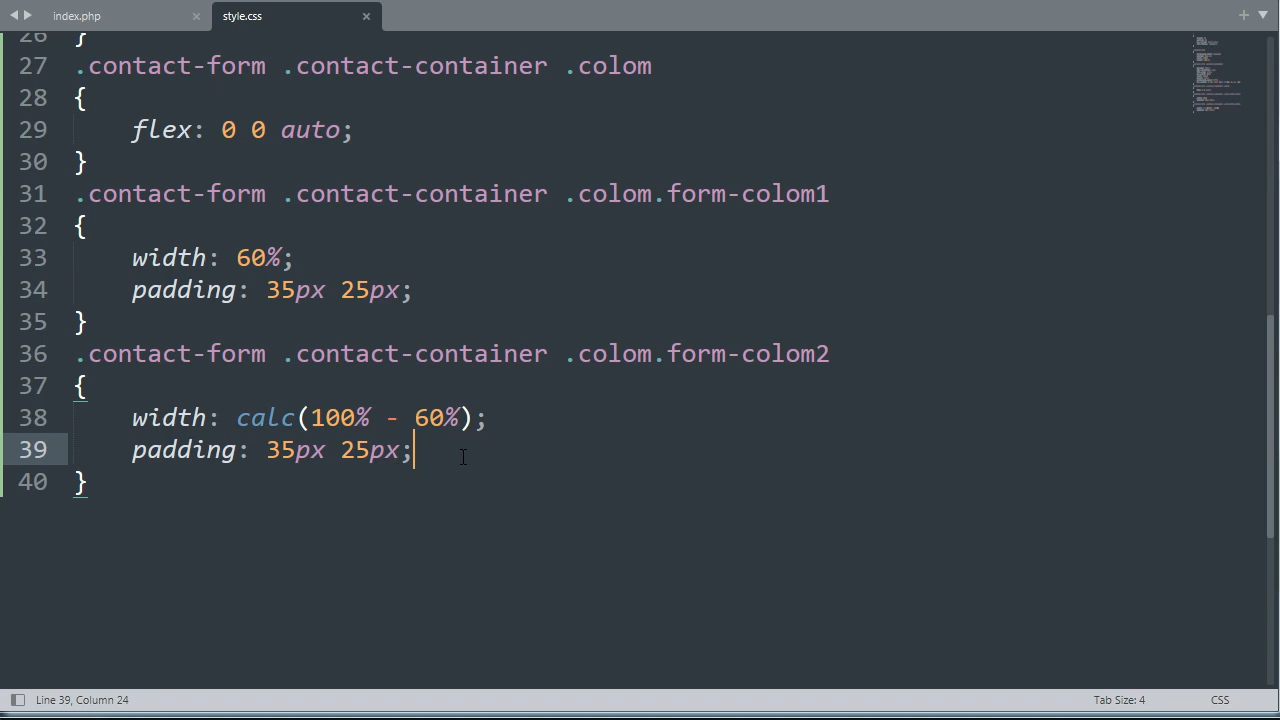 index.php
style.css
26 }
27 .contact-form .contact-container .colom
28 {
29 flex: 0 0 auto;
30 }
31 .contact-form .contact-container .colom.form-colom1
32 {
33 width: 60%;
34 padding: 35px 25px;
35 }
36 .contact-form .contact-container .colom.form-colom2
37 {
38 width: calc(100% - 60%);
39 padding: 35px 25px;
40 }
Line 39, Column 24
Tab Size: 4
CSS